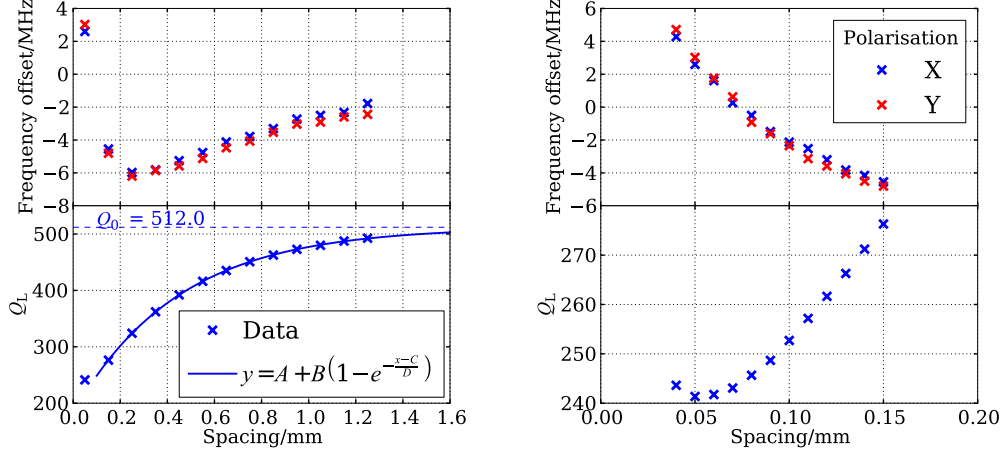 4
2
0
−2
−4
−6
−8
Frequency offset/MHz
Q₀ = 512.0
500
400
300
200
Q_L
Data
y = A + B(1 − e^{−\frac{x−C}{D}})
0.0 0.2 0.4 0.6 0.8 1.0 1.2 1.4 1.6
Spacing/mm
6
4
2
0
−2
−4
−6
Frequency offset/MHz
Polarisation
X
Y
270
260
250
240
Q_L
0.00 0.05 0.10 0.15 0.20
Spacing/mm